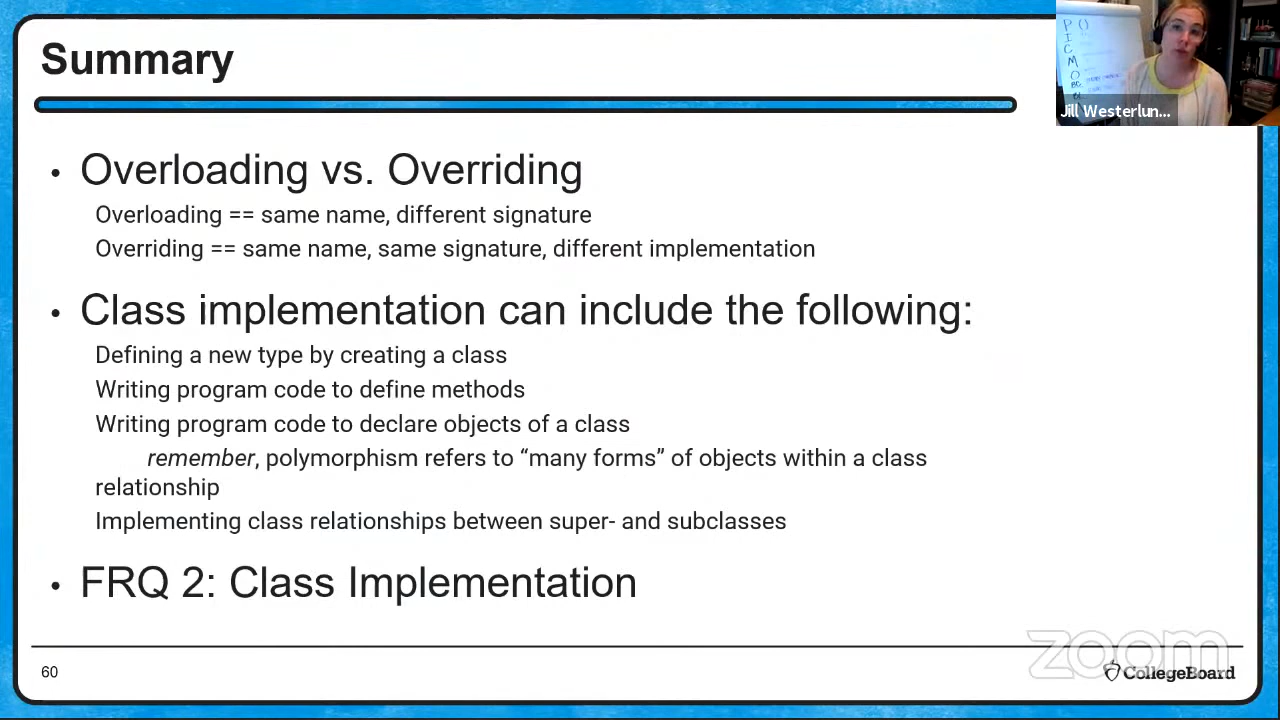 Summary
P ()
I
C
M
O
BC
Jill Westerlun...
• Overloading vs. Overriding
Overloading == same name, different signature
Overriding == same name, same signature, different implementation
• Class implementation can include the following:
Defining a new type by creating a class
Writing program code to define methods
Writing program code to declare objects of a class
remember, polymorphism refers to “many forms” of objects within a class
relationship
Implementing class relationships between super- and subclasses
• FRQ 2: Class Implementation
60
zoom
CollegeBoard